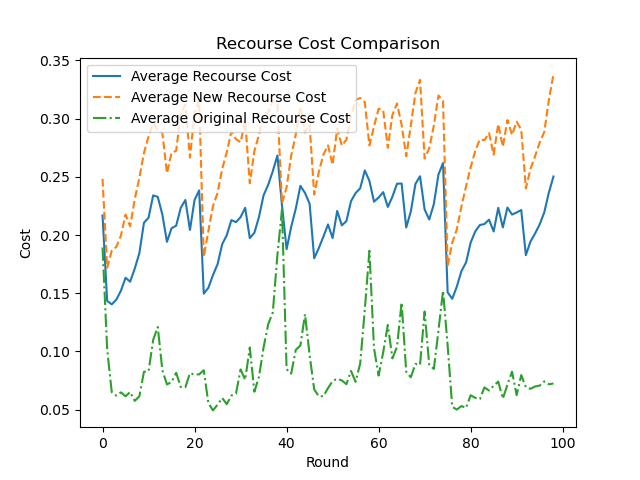 Recourse Cost Comparison
Average Recourse Cost
Average New Recourse Cost
Average Original Recourse Cost
Cost
0.35
0.30
0.25
0.20
0.15
0.10
0.05
0 20 40 60 80 100
Round